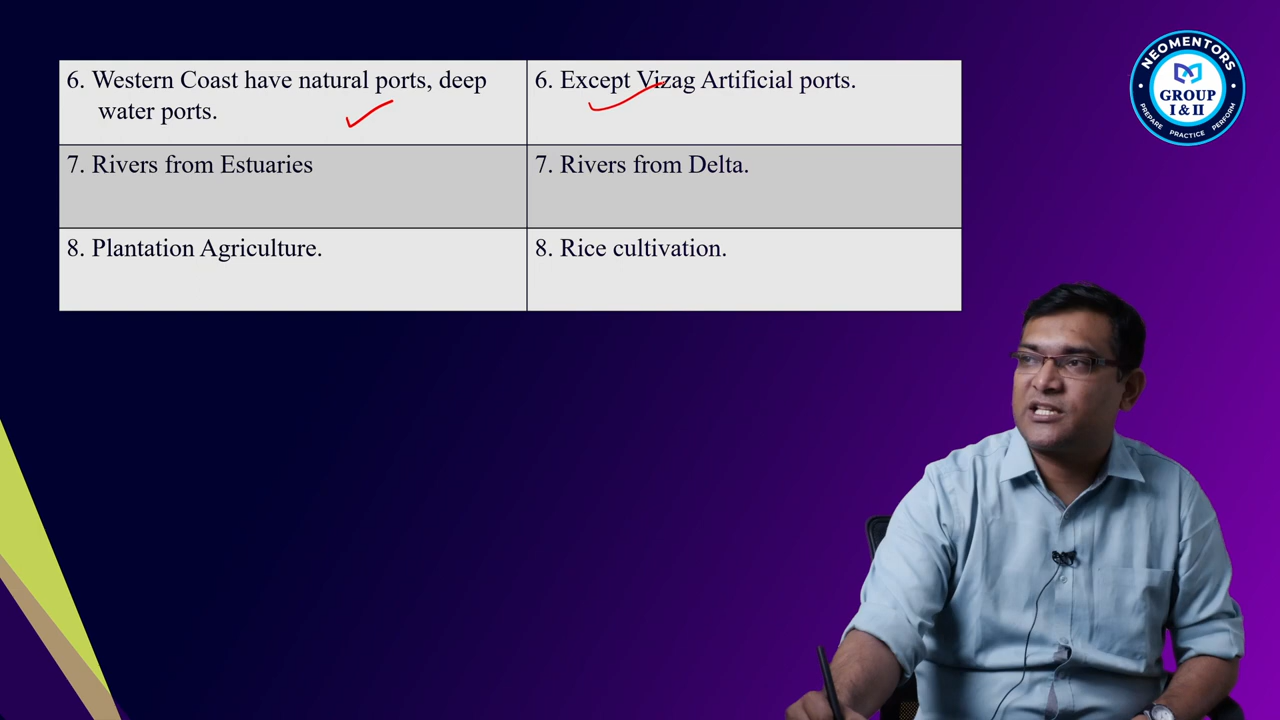 6. Western Coast have natural ports, deep
water ports.
6. Except Vizag Artificial ports.
7. Rivers from Estuaries
7. Rivers from Delta.
8. Plantation Agriculture.
8. Rice cultivation.
NEOMENTORS
GROUP
I & II
PREPARE PRACTICE PERFORM